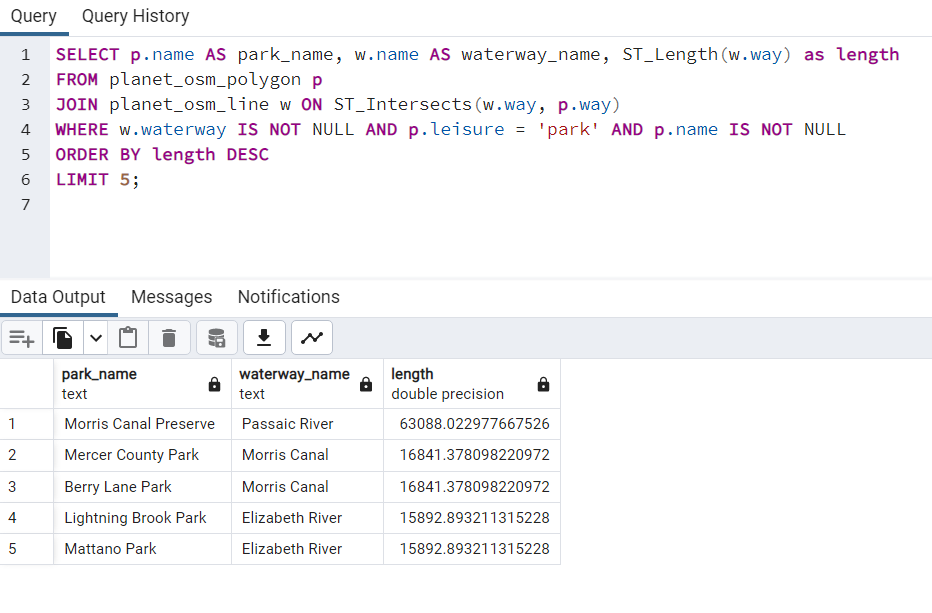 Query Query History
1 SELECT p.name AS park_name, w.name AS waterway_name, ST_Length(w.way) as length
2 FROM planet_osm_polygon p
3 JOIN planet_osm_line w ON ST_Intersects(w.way, p.way)
4 WHERE w.waterway IS NOT NULL AND p.leisure = 'park' AND p.name IS NOT NULL
5 ORDER BY length DESC
6 LIMIT 5;
7
Data Output Messages Notifications
park_name waterway_name length
text text double precision
1 Morris Canal Preserve Passaic River 63088.022977667526
2 Mercer County Park Morris Canal 16841.378098220972
3 Berry Lane Park Morris Canal 16841.378098220972
4 Lightning Brook Park Elizabeth River 15892.893211315228
5 Mattano Park Elizabeth River 15892.893211315228